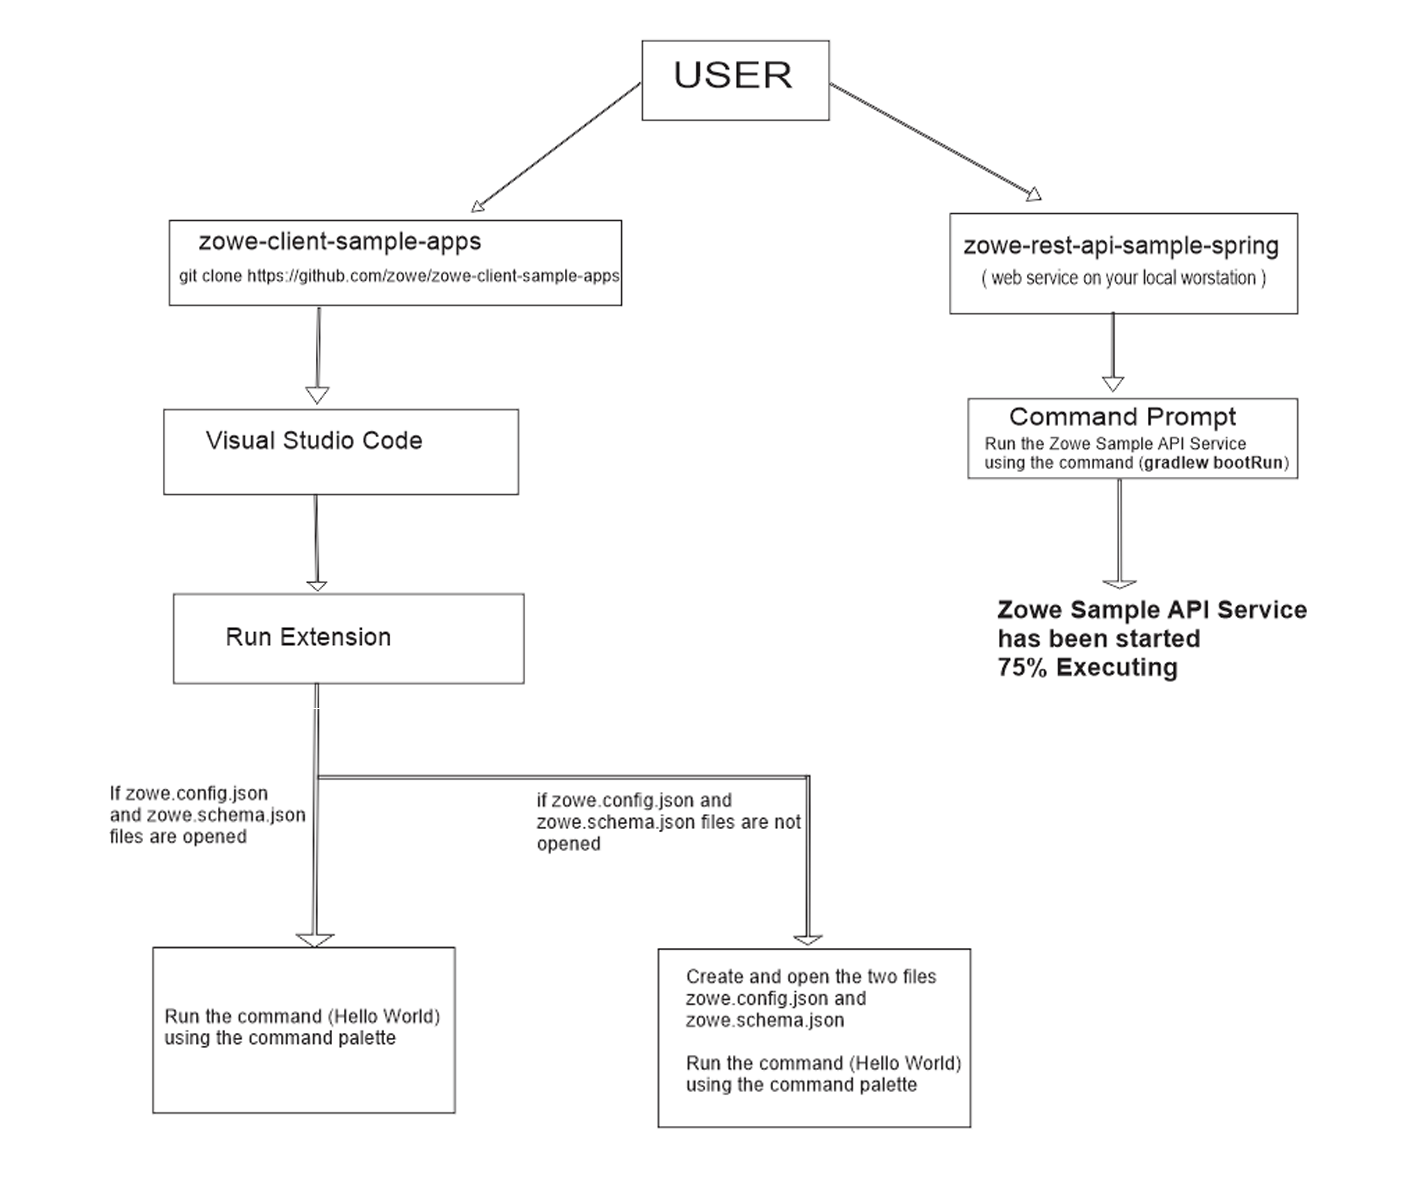 USER
zowe-client-sample-apps
git clone https://github.com/zowe/zowe-client-sample-apps
zowe-rest-api-sample-spring
( web service on your local worstation )
Visual Studio Code
Command Prompt
Run the Zowe Sample API Service
using the command (gradlew bootRun)
Run Extension
Zowe Sample API Service
has been started
75% Executing
If zowe.config.json
and zowe.schema.json
files are opened
if zowe.config.json and
zowe.schema.json files are not
opened
Run the command (Hello World)
using the command palette
Create and open the two files
zowe.config.json and
zowe.schema.json
Run the command (Hello World)
using the command palette